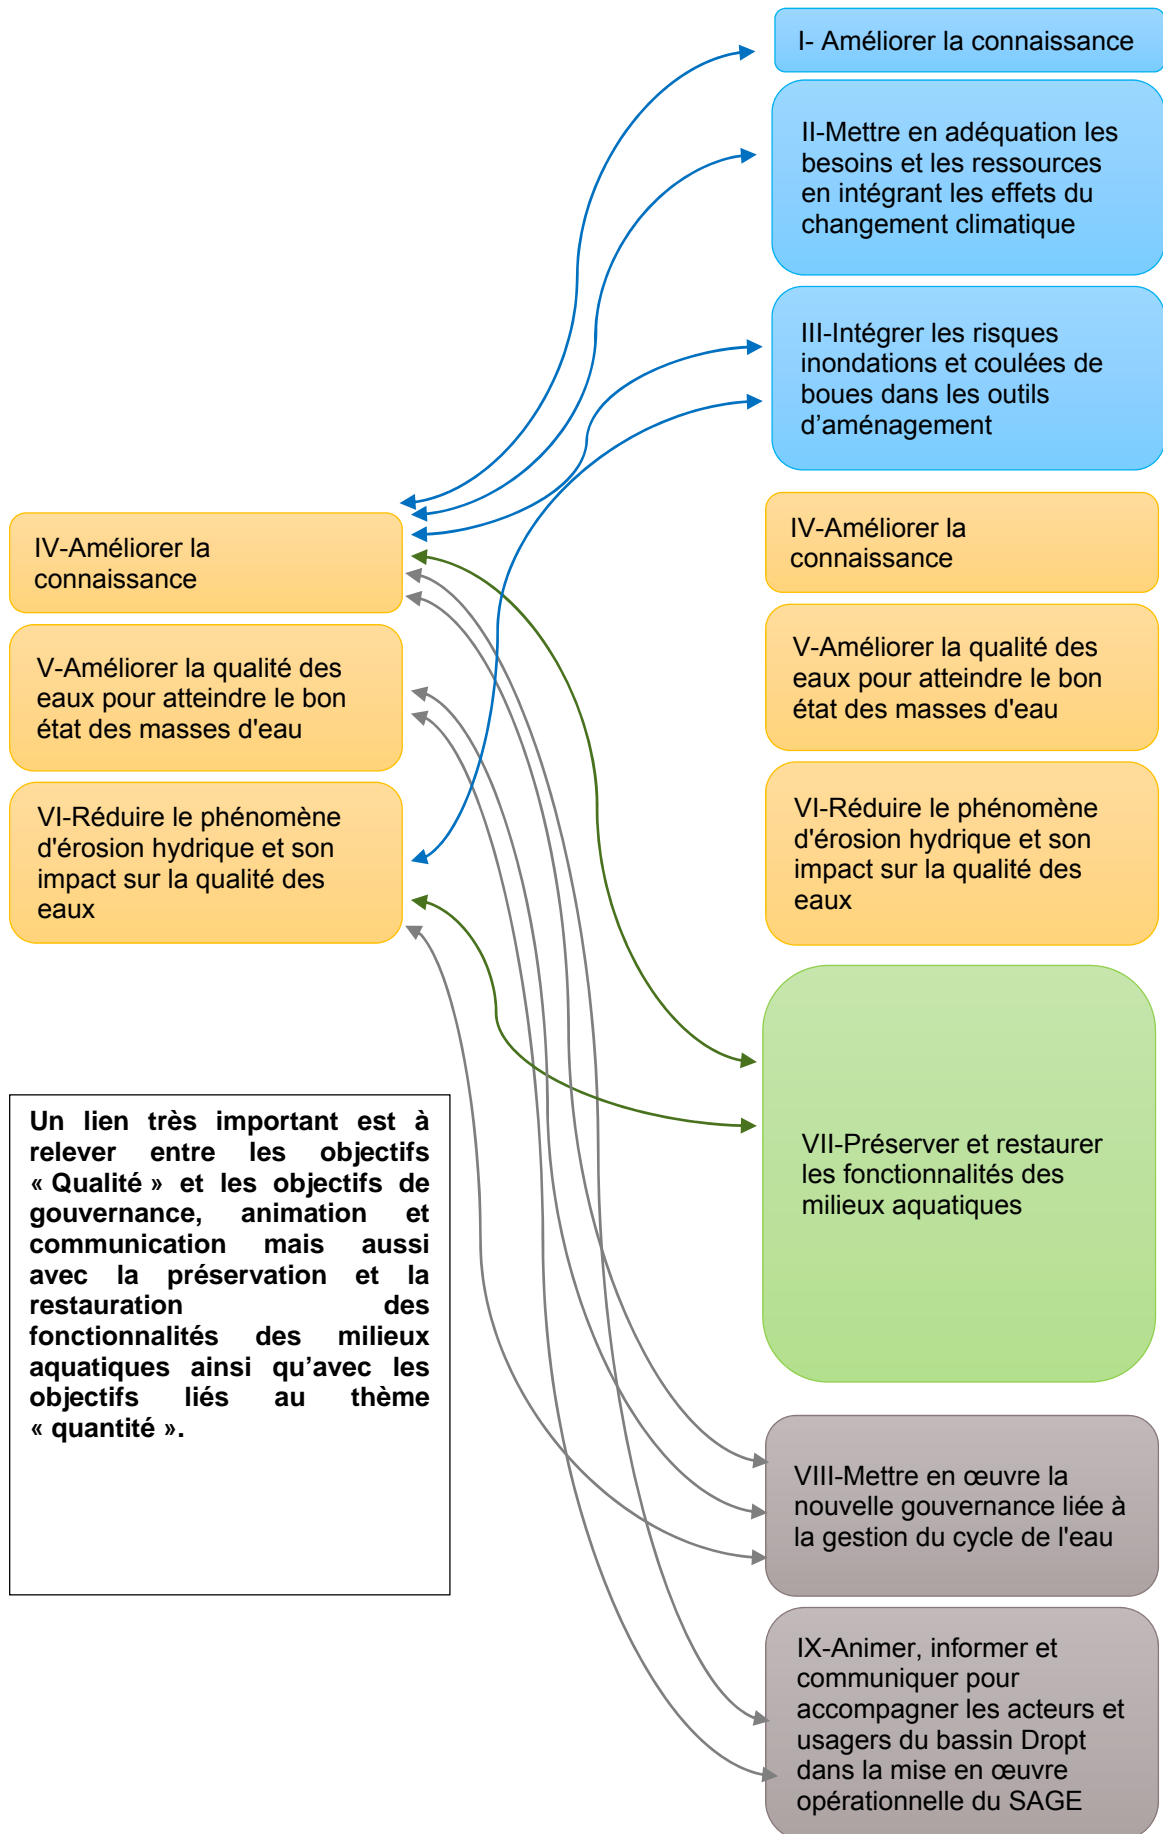 I- Améliorer la connaissance
II-Mettre en adéquation les
besoins et les ressources
en intégrant les effets du
changement climatique
III-Intégrer les risques
inondations et coulées de
boues dans les outils
d’aménagement
IV-Améliorer la
connaissance
V-Améliorer la qualité des
eaux pour atteindre le bon
état des masses d'eau
VI-Réduire le phénomène
d'érosion hydrique et son
impact sur la qualité des
eaux
IV-Améliorer la
connaissance
V-Améliorer la qualité des
eaux pour atteindre le bon
état des masses d'eau
VI-Réduire le phénomène
d'érosion hydrique et son
impact sur la qualité des
eaux
Un lien très important est à
relever entre les objectifs
« Qualité » et les objectifs de
gouvernance, animation et
communication mais aussi
avec la préservation et la
restauration des
fonctionnalités des milieux
aquatiques ainsi qu’avec les
objectifs liés au thème
« quantité ».
VII-Préserver et restaurer
les fonctionnalités des
milieux aquatiques
VIII-Mettre en œuvre la
nouvelle gouvernance liée à
la gestion du cycle de l'eau
IX-Animer, informer et
communiquer pour
accompagner les acteurs et
usagers du bassin Dropt
dans la mise en œuvre
opérationnelle du SAGE